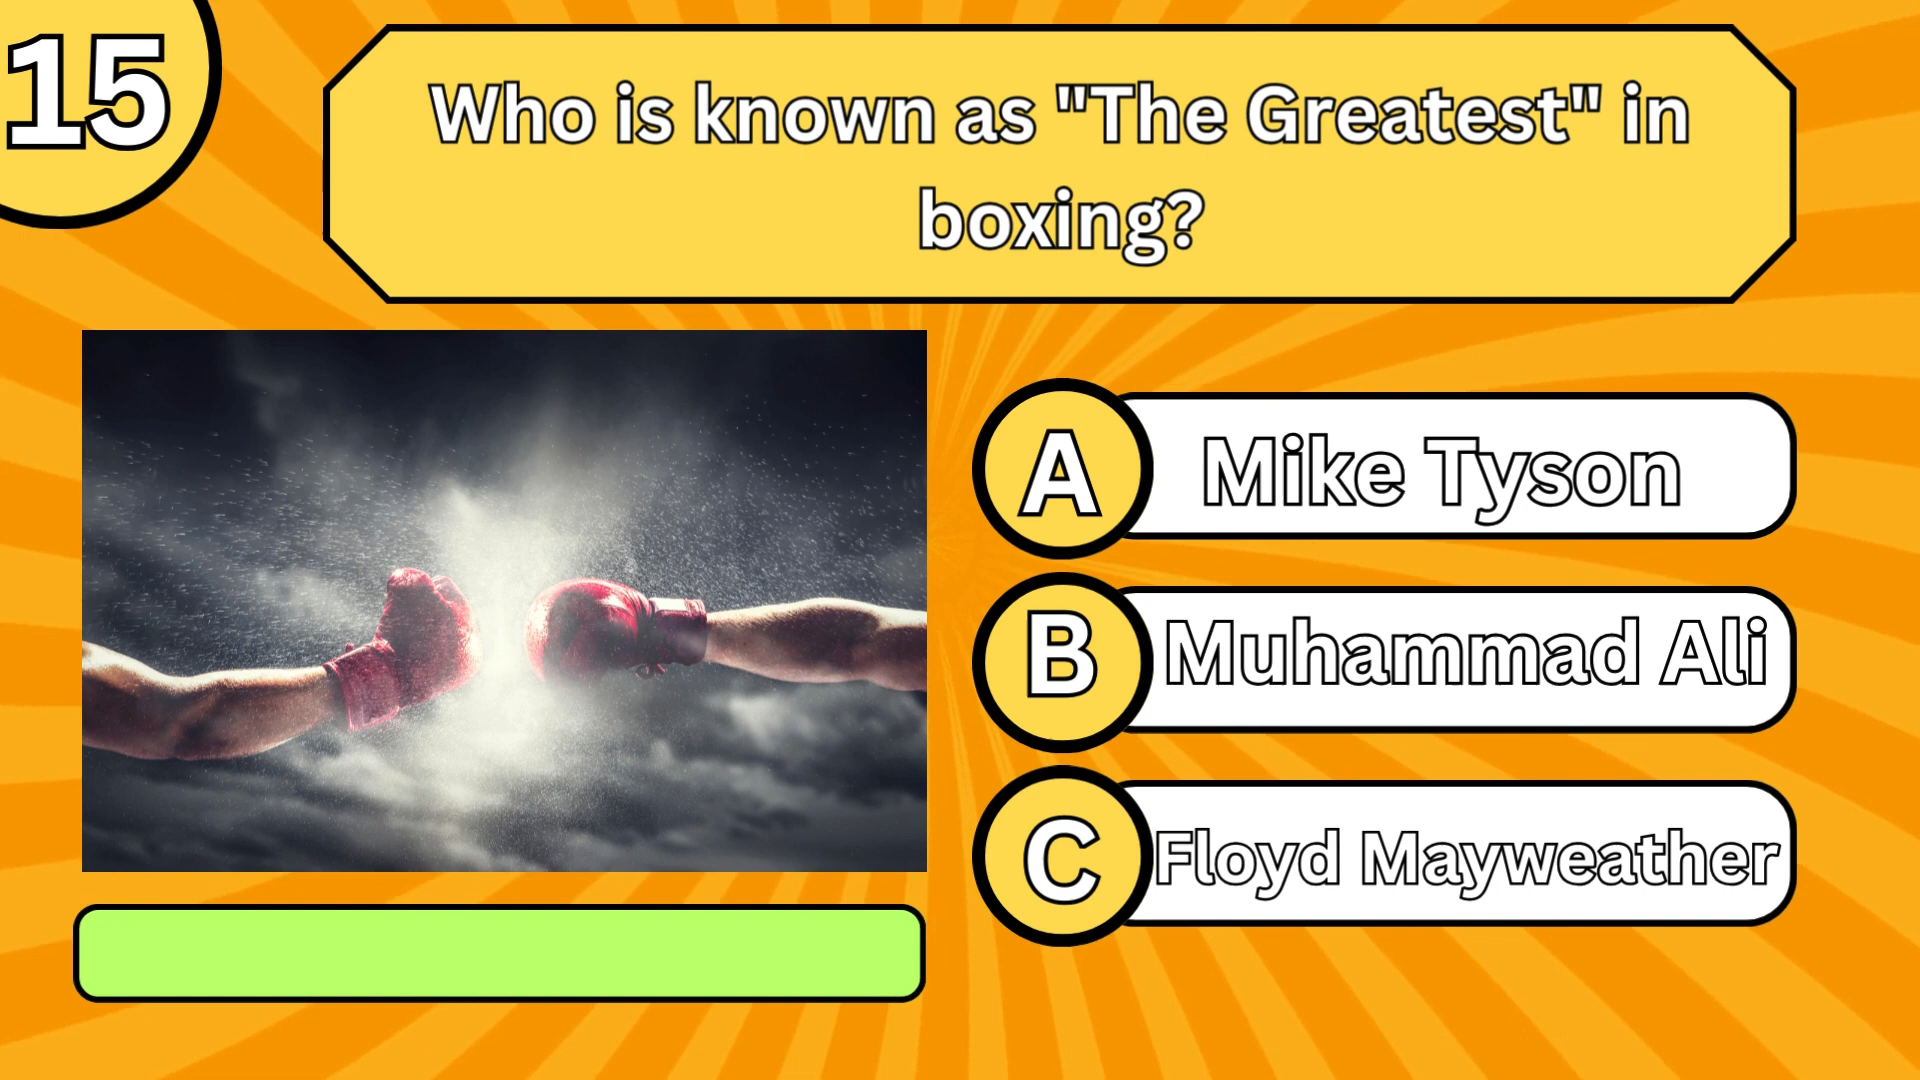 15
Who is known as "The Greatest" in
boxing?
A Mike Tyson
B Muhammad Ali
C Floyd Mayweather